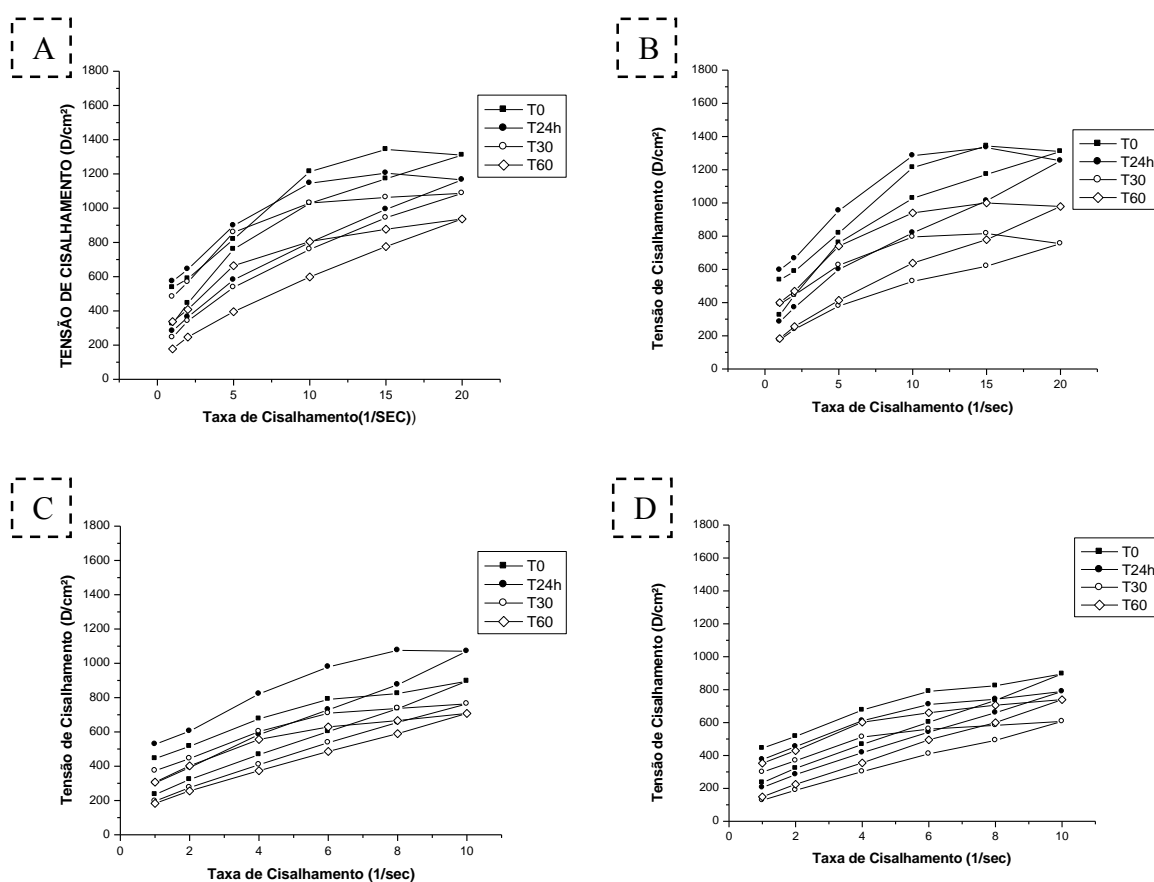 A
TENSÃO DE CISALHAMENTO (D/cm²)
1800
1600
1400
1200
1000
800
600
400
200
0
0 5 10 15 20
Taxa de Cisalhamento(1/SEC))
T0
T24h
T30
T60
B
Tensão de Cisalhamento (D/cm²)
1800
1600
1400
1200
1000
800
600
400
200
0
0 5 10 15 20
Taxa de Cisalhamento (1/sec)
T0
T24h
T30
T60
C
Tensão de Cisalhamento (D/cm²)
1800
1600
1400
1200
1000
800
600
400
200
0
0 2 4 6 8 10
Taxa de Cisalhamento (1/sec)
T0
T24h
T30
T60
D
Tensão de Cisalhamento (D/cm²)
1800
1600
1400
1200
1000
800
600
400
200
0
0 2 4 6 8 10
Taxa de Cisalhamento (1/sec)
T0
T24h
T30
T60